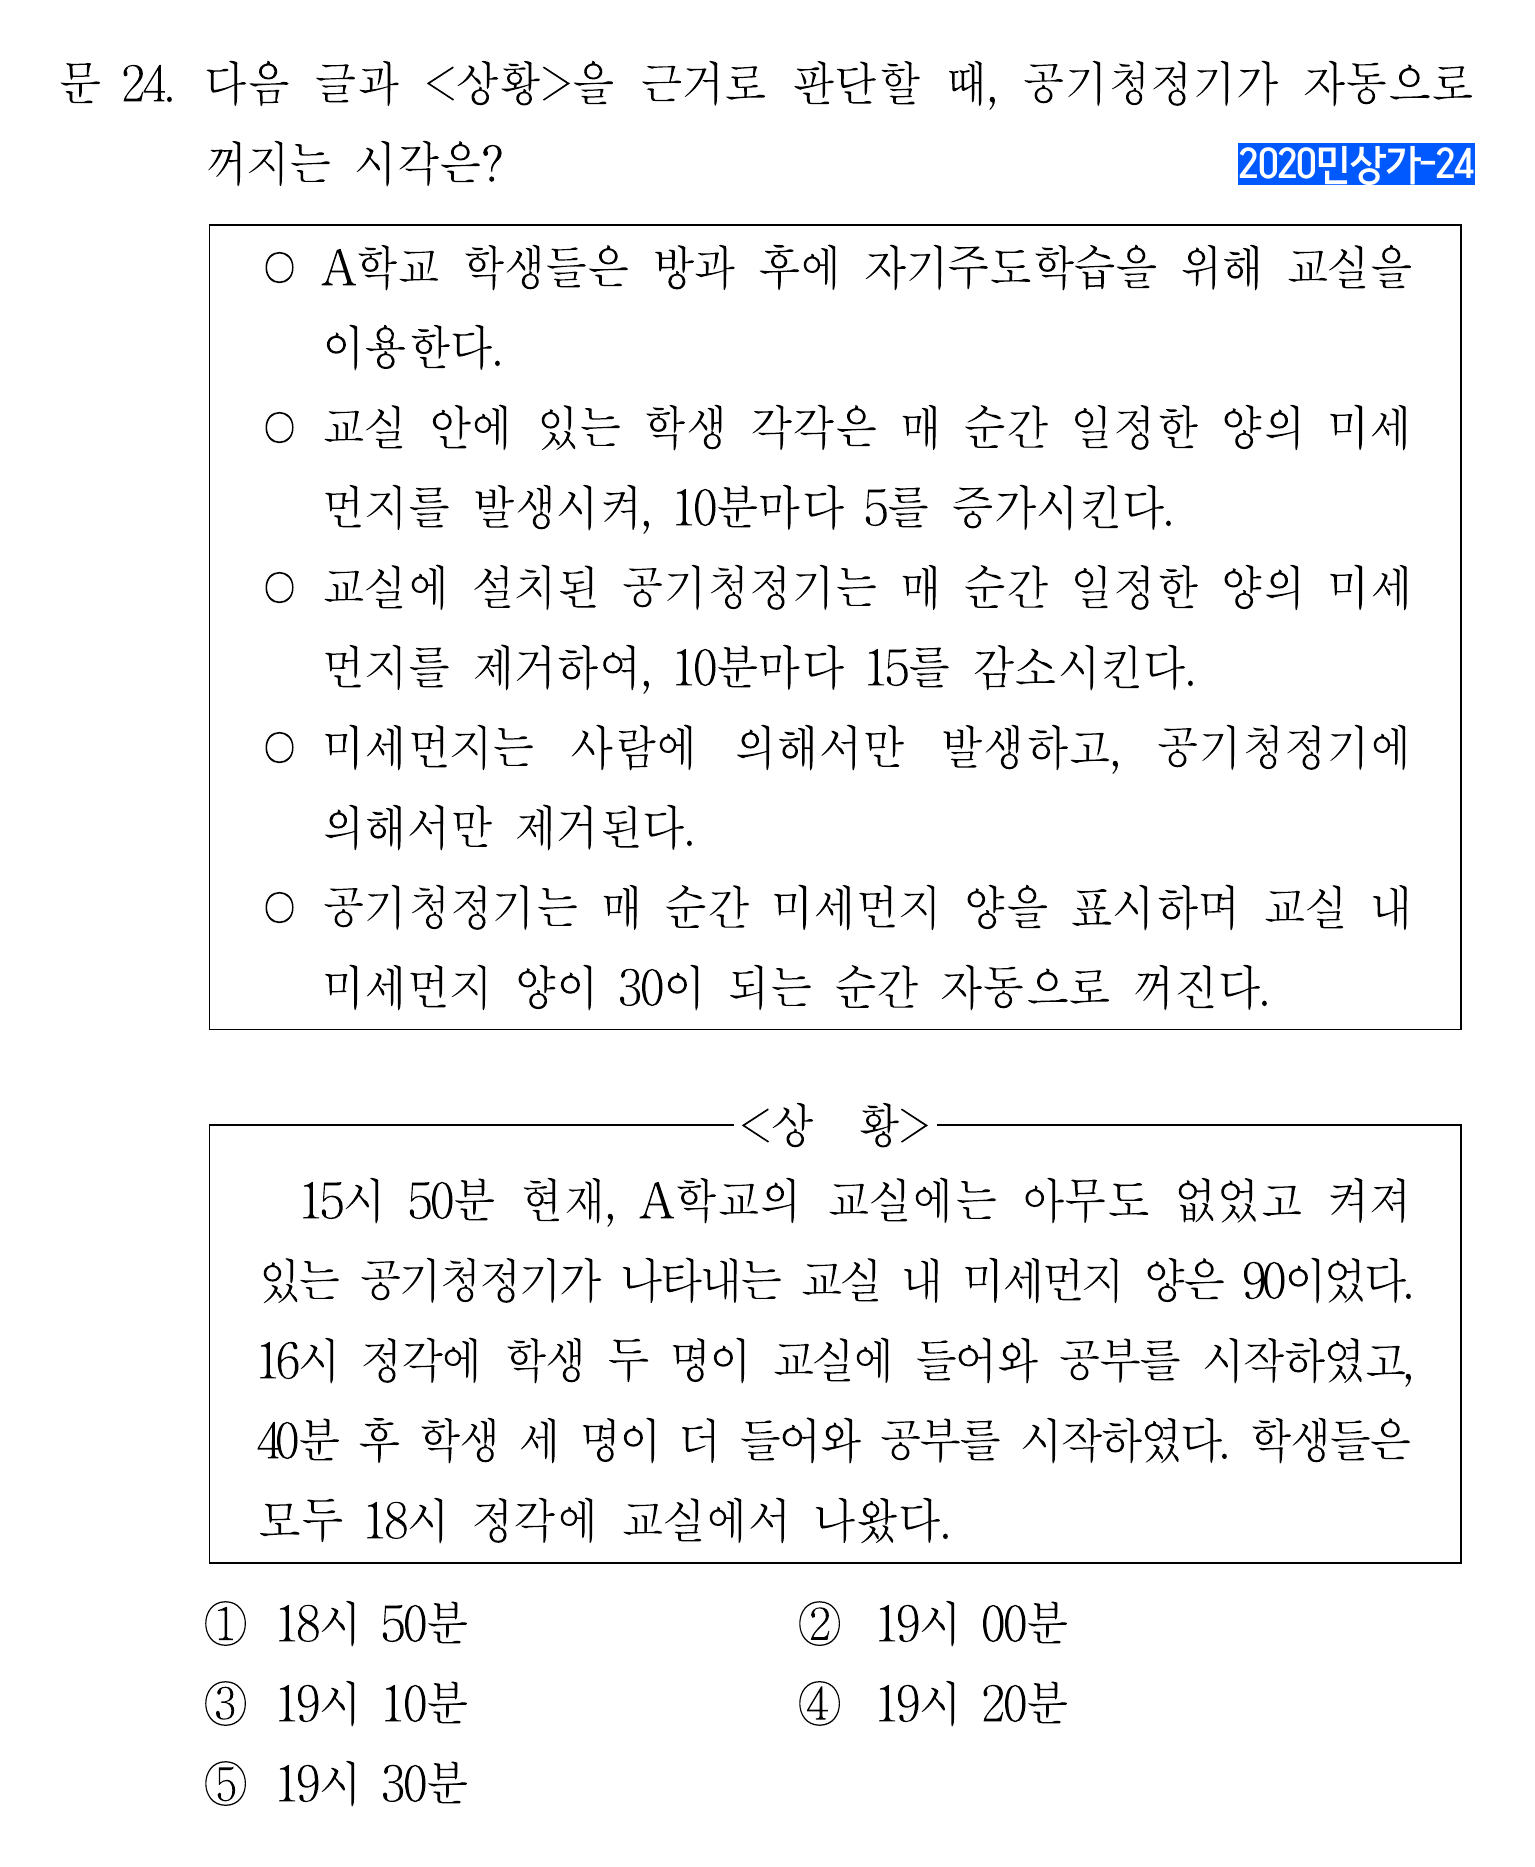 문 24. 다음 글과 <상황>을 근거로 판단할 때, 공기청정기가 자동으로
꺼지는 시각은?
2020민상가-24
○ A학교 학생들은 방과 후에 자기주도학습을 위해 교실을
이용한다.
○ 교실 안에 있는 학생 각각은 매 순간 일정한 양의 미세
먼지를 발생시켜, 10분마다 5를 증가시킨다.
○ 교실에 설치된 공기청정기는 매 순간 일정한 양의 미세
먼지를 제거하여, 10분마다 15를 감소시킨다.
○ 미세먼지는 사람에 의해서만 발생하고, 공기청정기에
의해서만 제거된다.
○ 공기청정기는 매 순간 미세먼지 양을 표시하며 교실 내
미세먼지 양이 30이 되는 순간 자동으로 꺼진다.
<상 황>
15시 50분 현재, A학교의 교실에는 아무도 없었고 켜져
있는 공기청정기가 나타내는 교실 내 미세먼지 양은 90이었다.
16시 정각에 학생 두 명이 교실에 들어와 공부를 시작하였고,
40분 후 학생 세 명이 더 들어와 공부를 시작하였다. 학생들은
모두 18시 정각에 교실에서 나왔다.
① 18시 50분
② 19시 00분
③ 19시 10분
④ 19시 20분
⑤ 19시 30분